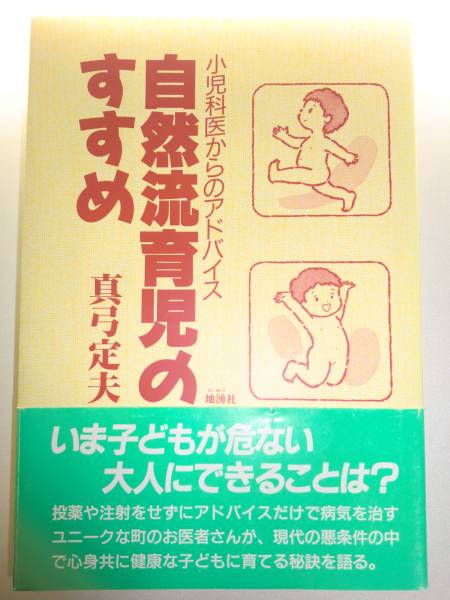 小児科医からのアドバイス
自然流育児の
すすめ
真弓定夫
地湧社
いま子どもが危ない
大人にできることは?
投薬や注射をせずにアドバイスだけで病気を治す
ユニークな町のお医者さんが、現代の悪条件の中
で心身共に健康な子どもに育てる秘訣を語る。